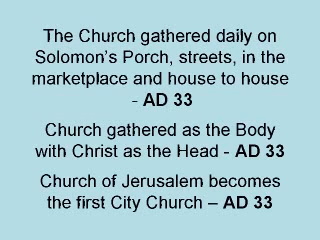 The Church gathered daily on
Solomon's Porch, streets, in the
marketplace and house to house
- AD 33
Church gathered as the Body
with Christ as the Head - AD 33
Church of Jerusalem becomes
the first City Church – AD 33